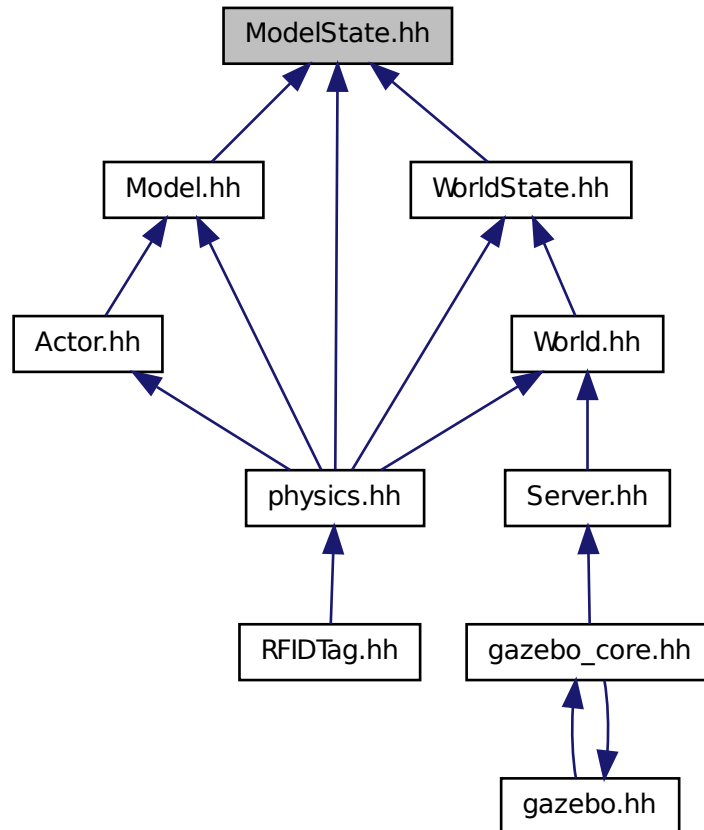 ModelState.hh
Model.hh
WorldState.hh
Actor.hh
World.hh
physics.hh
Server.hh
RFIDTag.hh
gazebo_core.hh
gazebo.hh